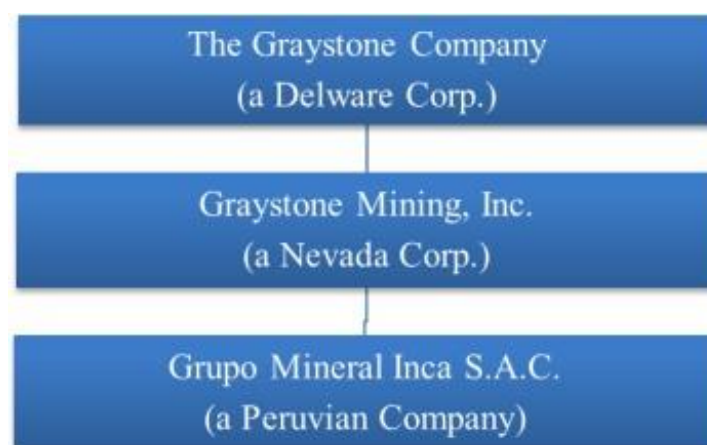 The Graystone Company
(a Delware Corp.)
Graystone Mining, Inc.
(a Nevada Corp.)
Grupo Mineral Inca S.A.C.
(a Peruvian Company)